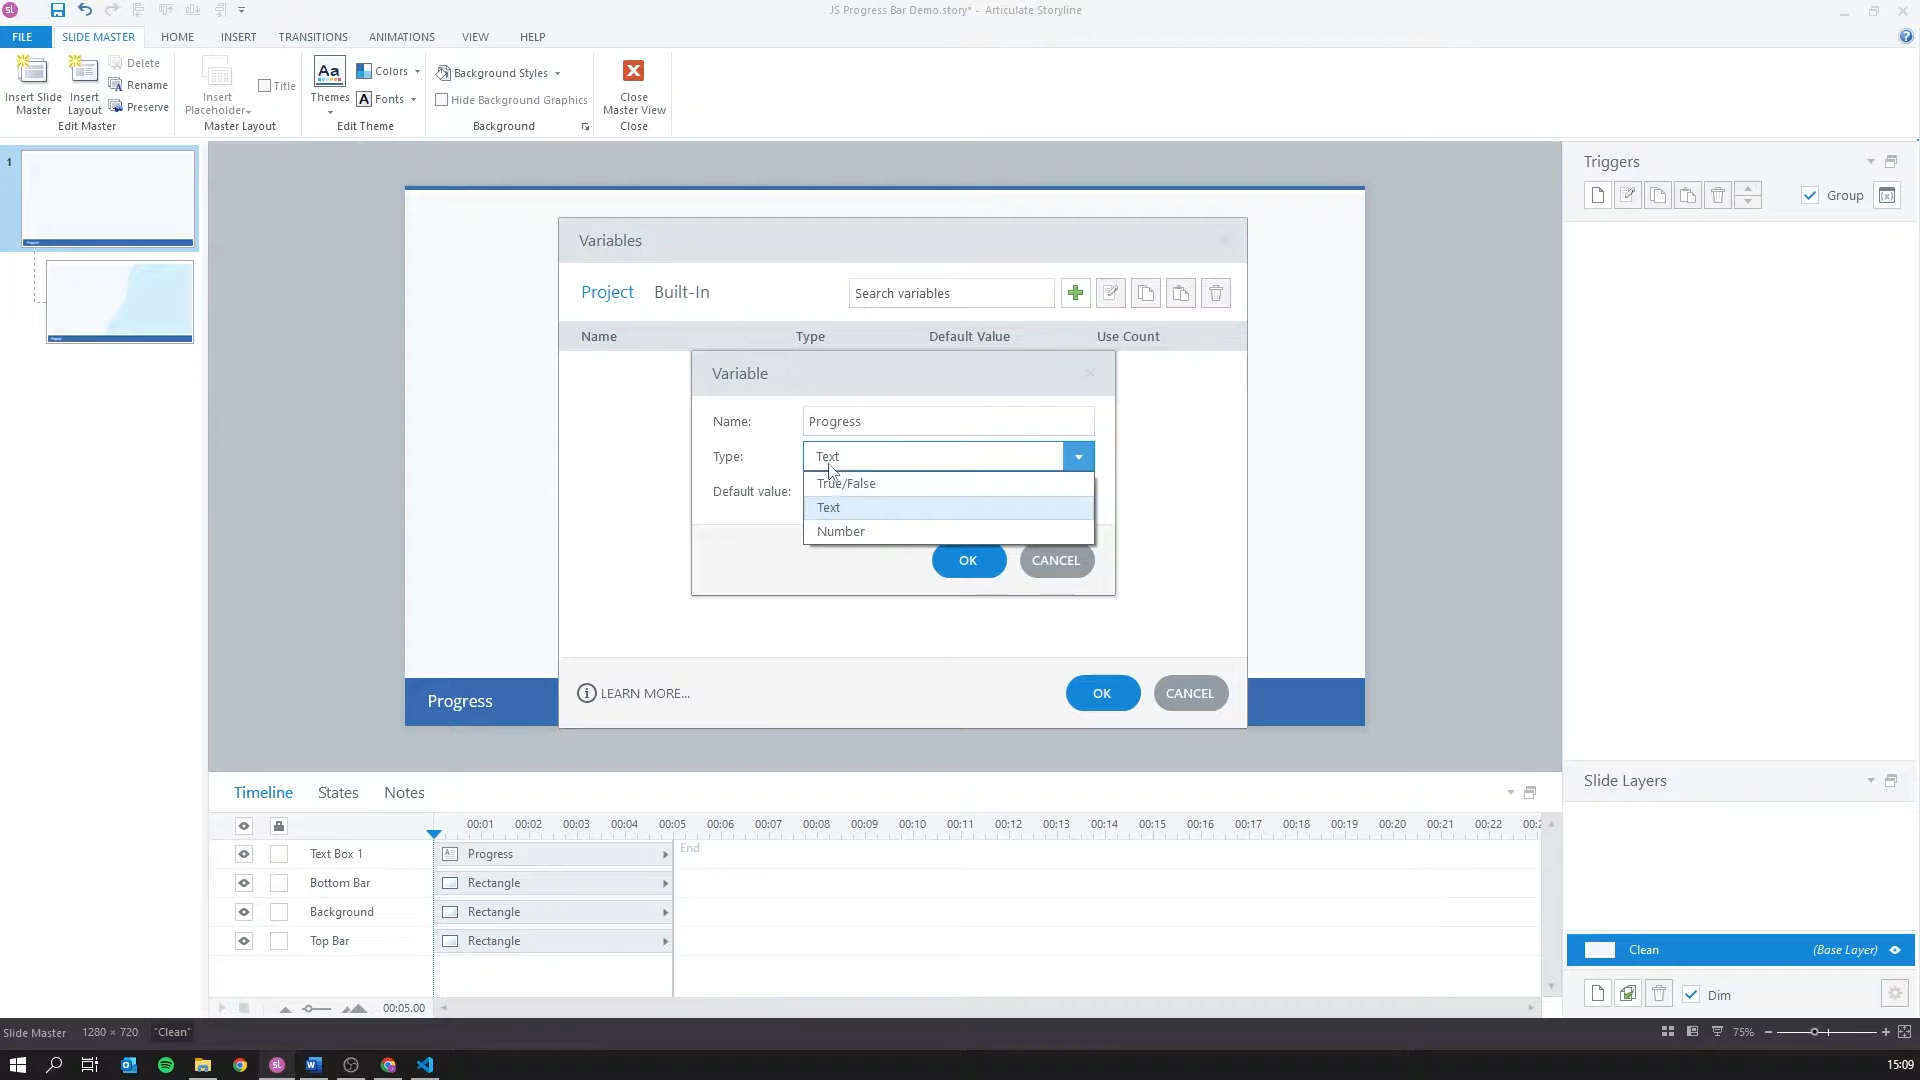 sl
JS Progress Bar Demo.story* - Articulate Storyline
FILE
SLIDE MASTER
HOME
INSERT
TRANSITIONS
ANIMATIONS
VIEW
HELP
Insert Slide Master
Insert Layout
Delete
Rename
Preserve
Edit Master
Insert Placeholder
Title
Master Layout
Aa
Themes
Colors
A Fonts
Edit Theme
Background Styles
Hide Background Graphics
Background
Close Master View
Close
1
Variables
Project
Built-In
Search variables
Name
Type
Default Value
Use Count
Variable
Name:
Progress
Type:
Text
True/False
Default value:
Text
Number
OK
CANCEL
LEARN MORE...
OK
CANCEL
Progress
Triggers
Group
Timeline
States
Notes
00:01 00:02 00:03 00:04 00:05 00:06 00:07 00:08 00:09 00:10 00:11 00:12 00:13 00:14 00:15 00:16 00:17 00:18 00:19 00:20 00:21 00:22 00:2
Text Box 1
Progress
End
Bottom Bar
Rectangle
Background
Rectangle
Top Bar
Rectangle
00:05.00
Slide Layers
Clean
(Base Layer)
Dim
Slide Master
1280 × 720
"Clean"
75%
15:09